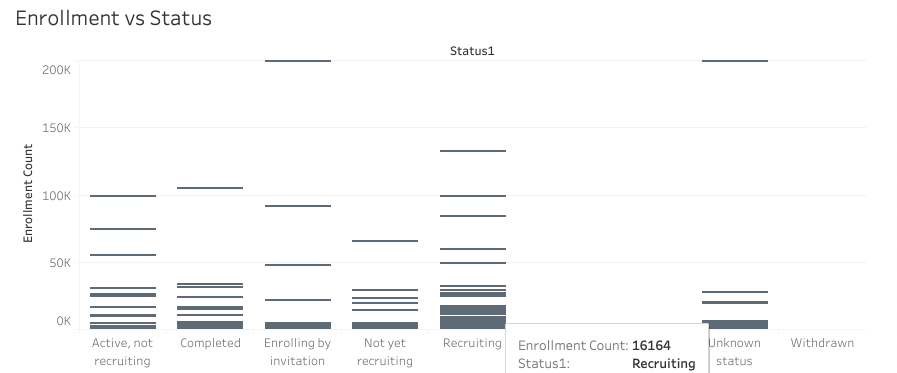 Enrollment vs Status
Status1
200K
150K
100K
50K
0K
Enrollment Count
Active, not
recruiting
Completed
Enrolling by
invitation
Not yet
recruiting
Recruiting
Enrollment Count: 16164
Status1: Recruiting
Unknown
status
Withdrawn